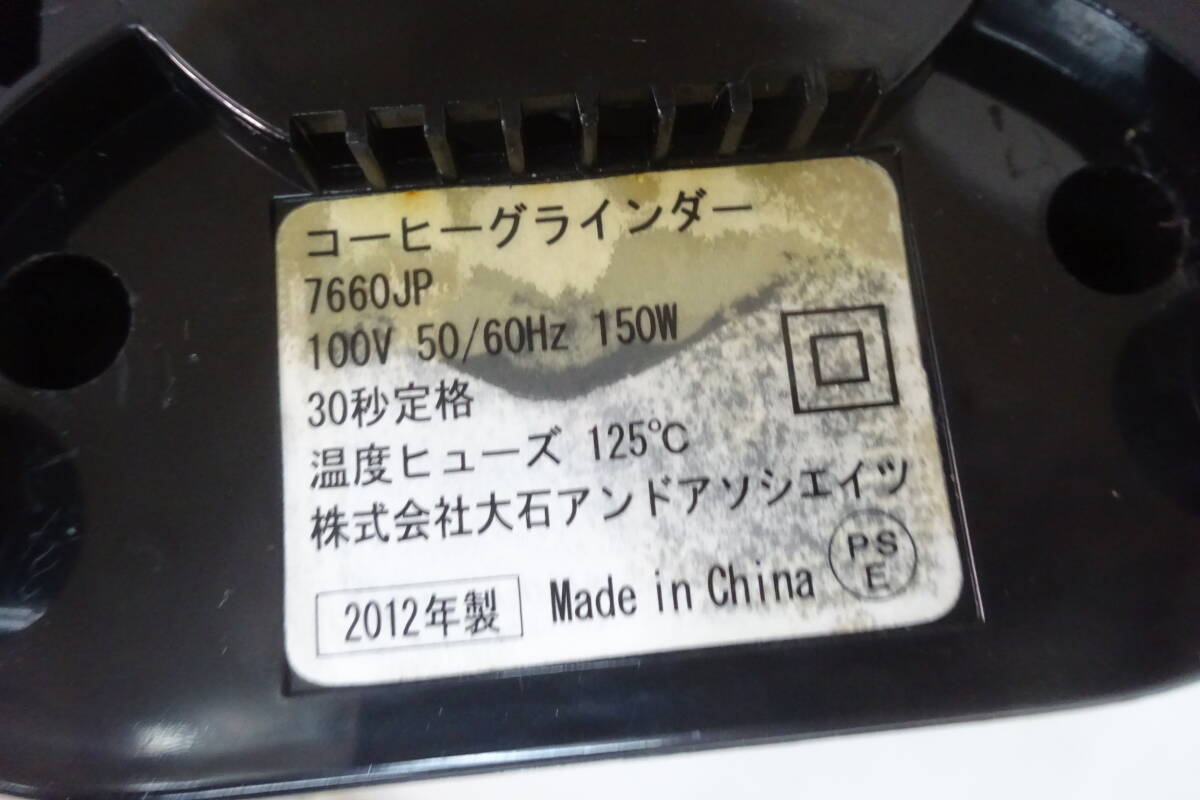 コーヒーグラインダー
7660JP
100V 50/60Hz 150W
30秒定格
温度ヒューズ 125℃
株式会社大石アンドアソシエイツ
PS
E
2012年製 Made in China